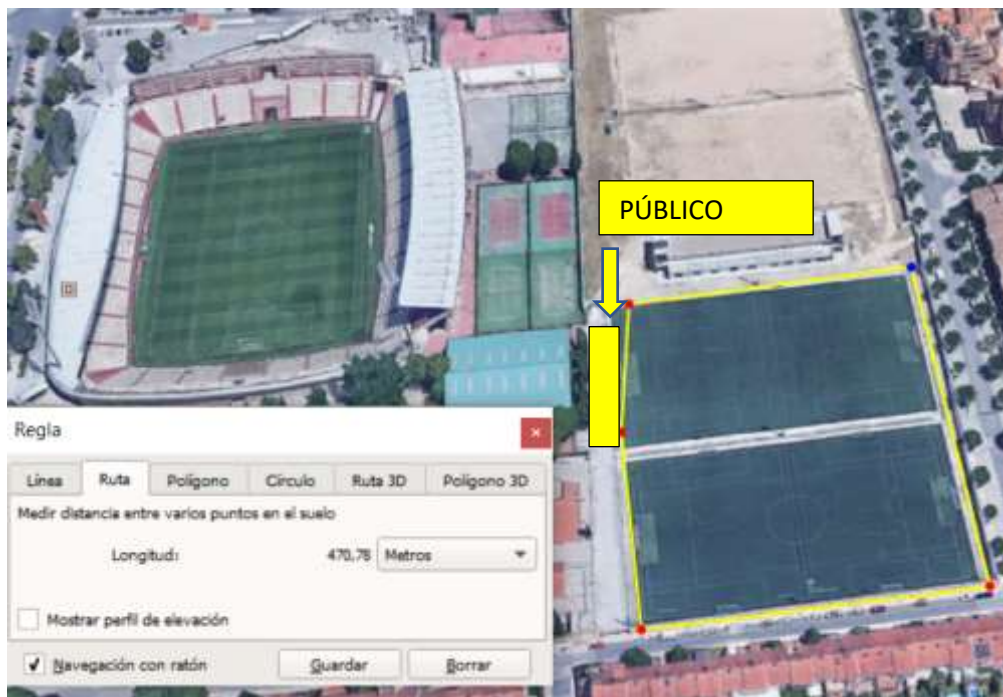 PÚBLICO
Regla
Línea Ruta Polígono Círculo Ruta 3D Polígono 3D
Medir distancia entre varios puntos en el suelo
Longitud: 470,78 Metros
Mostrar perfil de elevación
Navegación con ratón Guardar Borrar